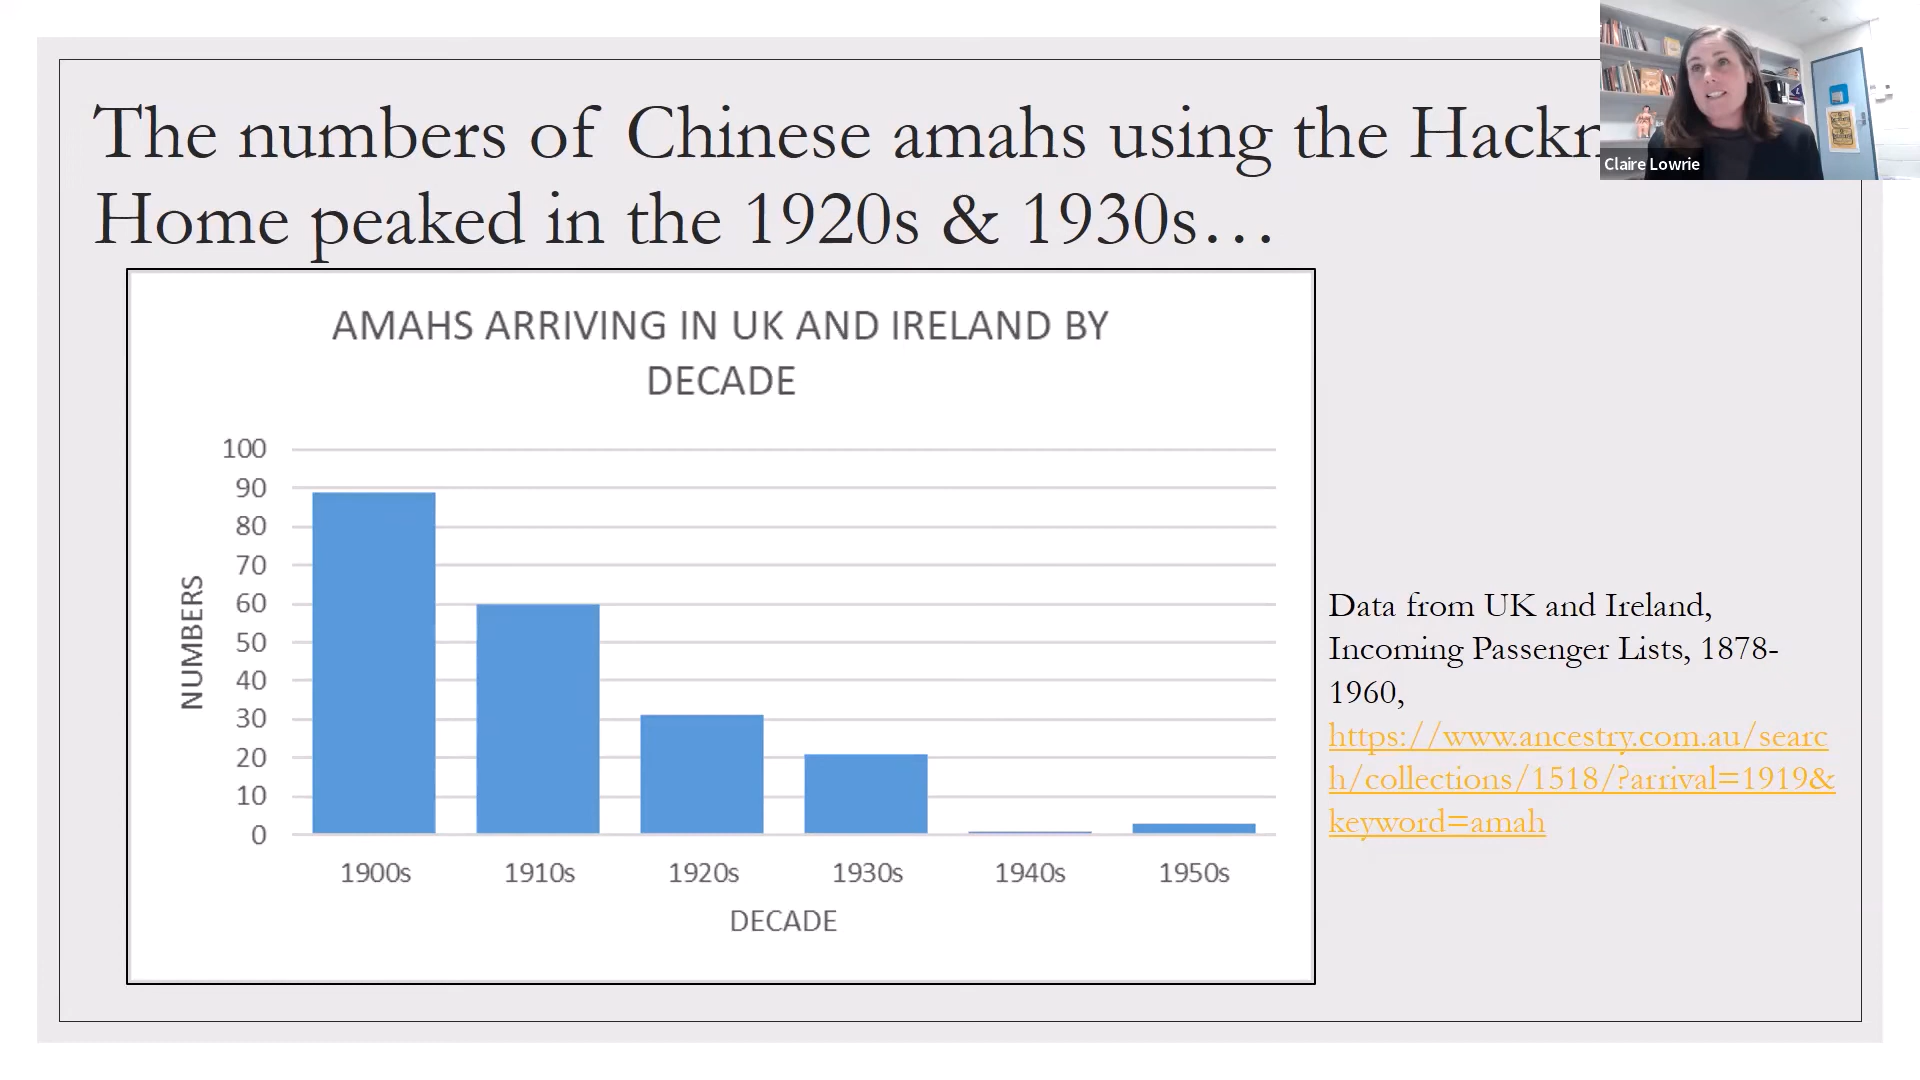 The numbers of Chinese amahs using the
Home peaked in the 1920s & 1930s…
Claire Lowrie
AMAHS ARRIVING IN UK AND IRELAND BY
DECADE
100
90
80
70
60
50
40
30
20
10
0
NUMBERS
1900s 1910s 1920s 1930s 1940s 1950s
DECADE
Data from UK and Ireland,
Incoming Passenger Lists, 1878-
1960,
https://www.ancestry.com.au/searc
h/collections/1518/?arrival=1919&
keyword=amah